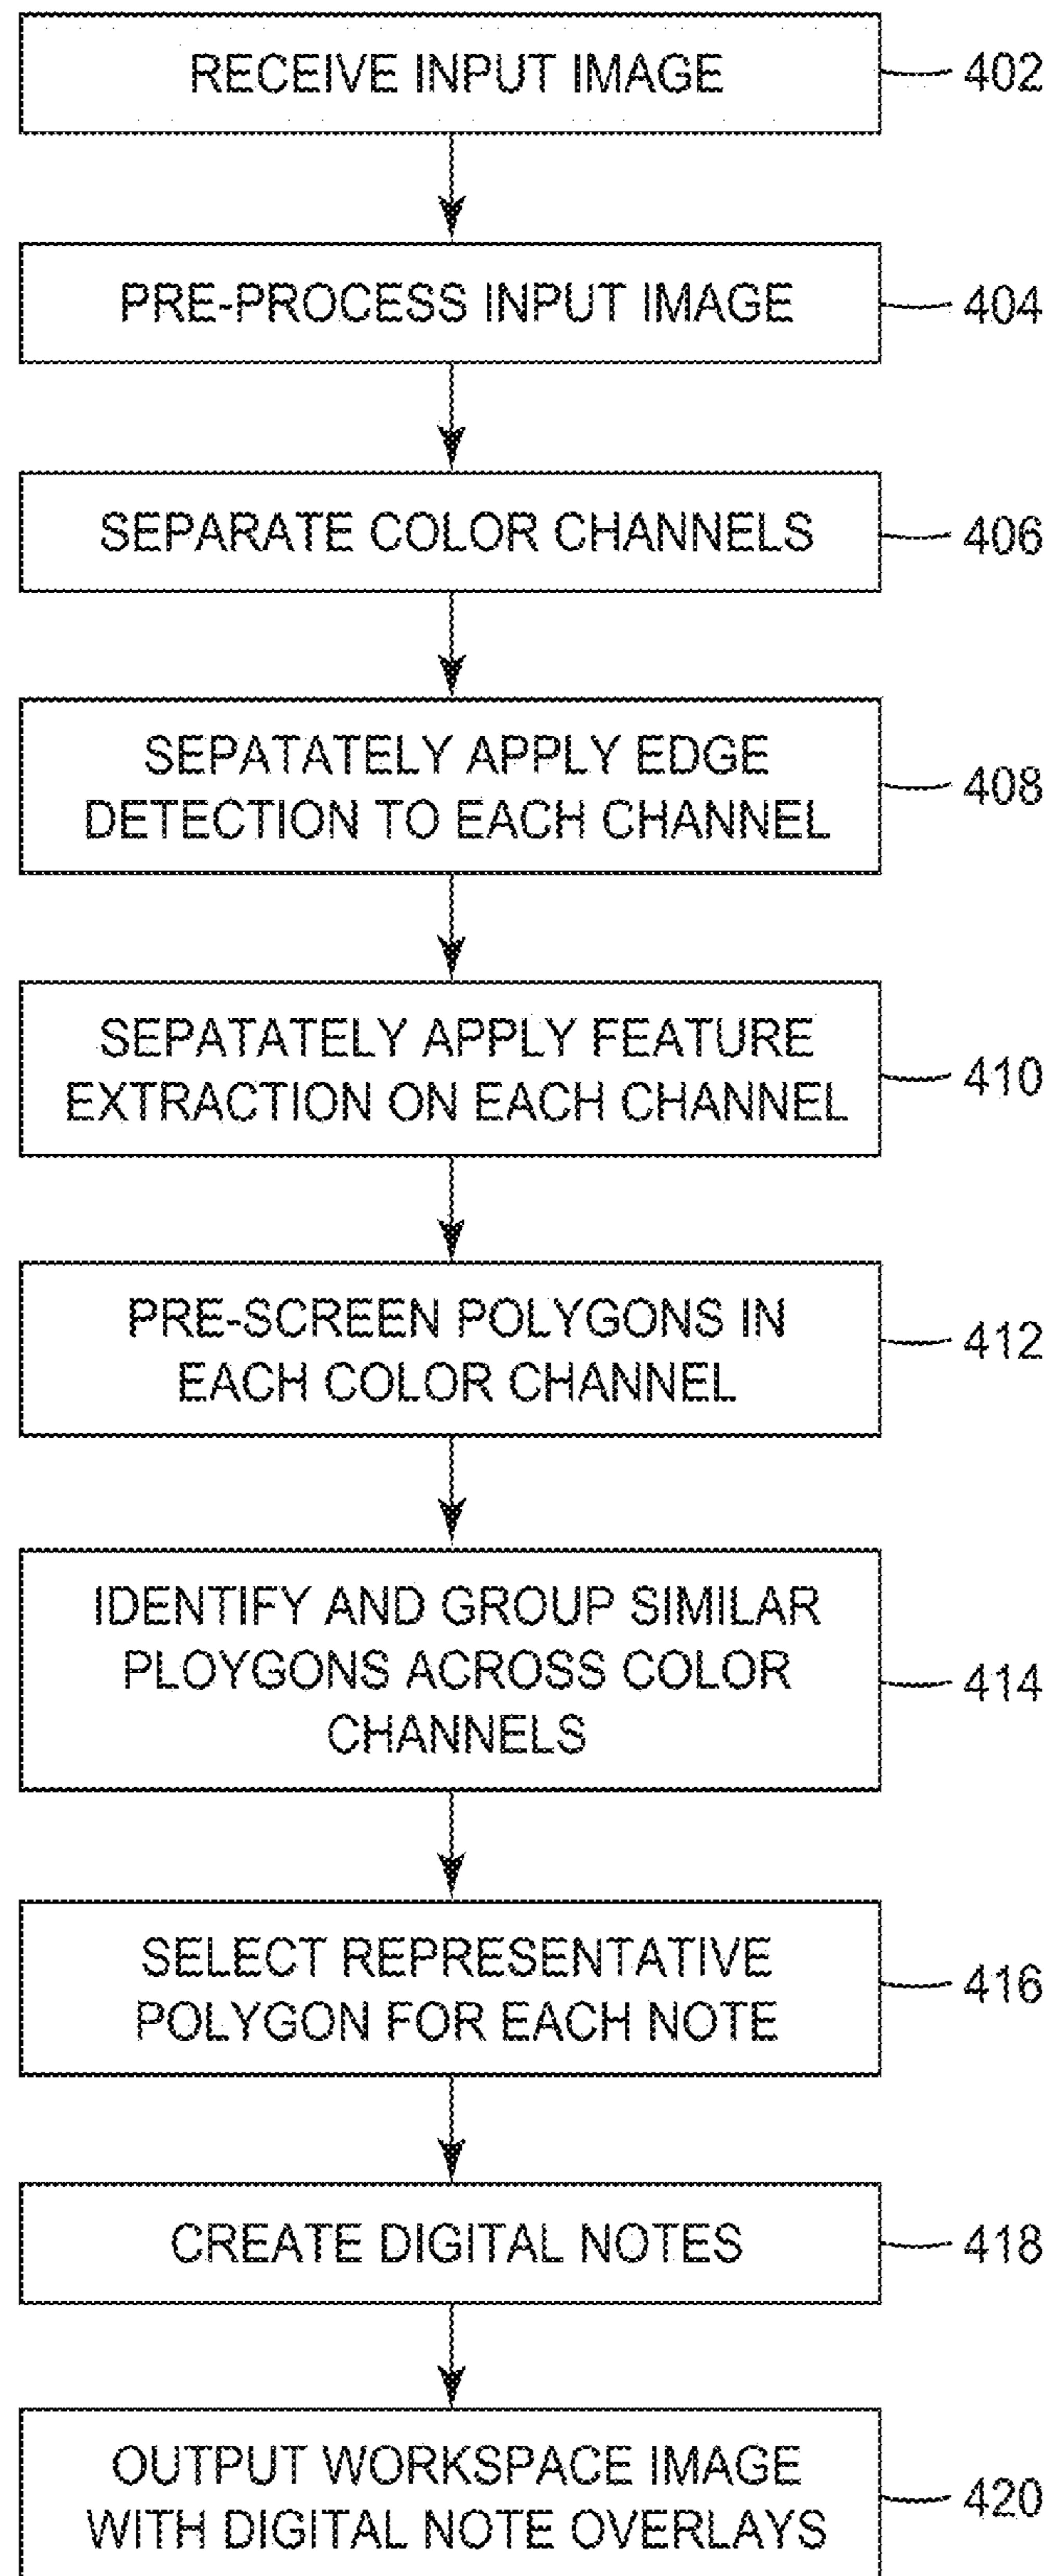 RECEIVE INPUT IMAGE
402
PRE-PROCESS INPUT IMAGE
404
SEPARATE COLOR CHANNELS
406
SEPATATELY APPLY EDGE
DETECTION TO EACH CHANNEL
408
SEPATATELY APPLY FEATURE
EXTRACTION ON EACH CHANNEL
410
PRE-SCREEN POLYGONS IN
EACH COLOR CHANNEL
412
IDENTIFY AND GROUP SIMILAR
PLOYGONS ACROSS COLOR
CHANNELS
414
SELECT REPRESENTATIVE
POLYGON FOR EACH NOTE
416
CREATE DIGITAL NOTES
418
OUTPUT WORKSPACE IMAGE
WITH DIGITAL NOTE OVERLAYS
420